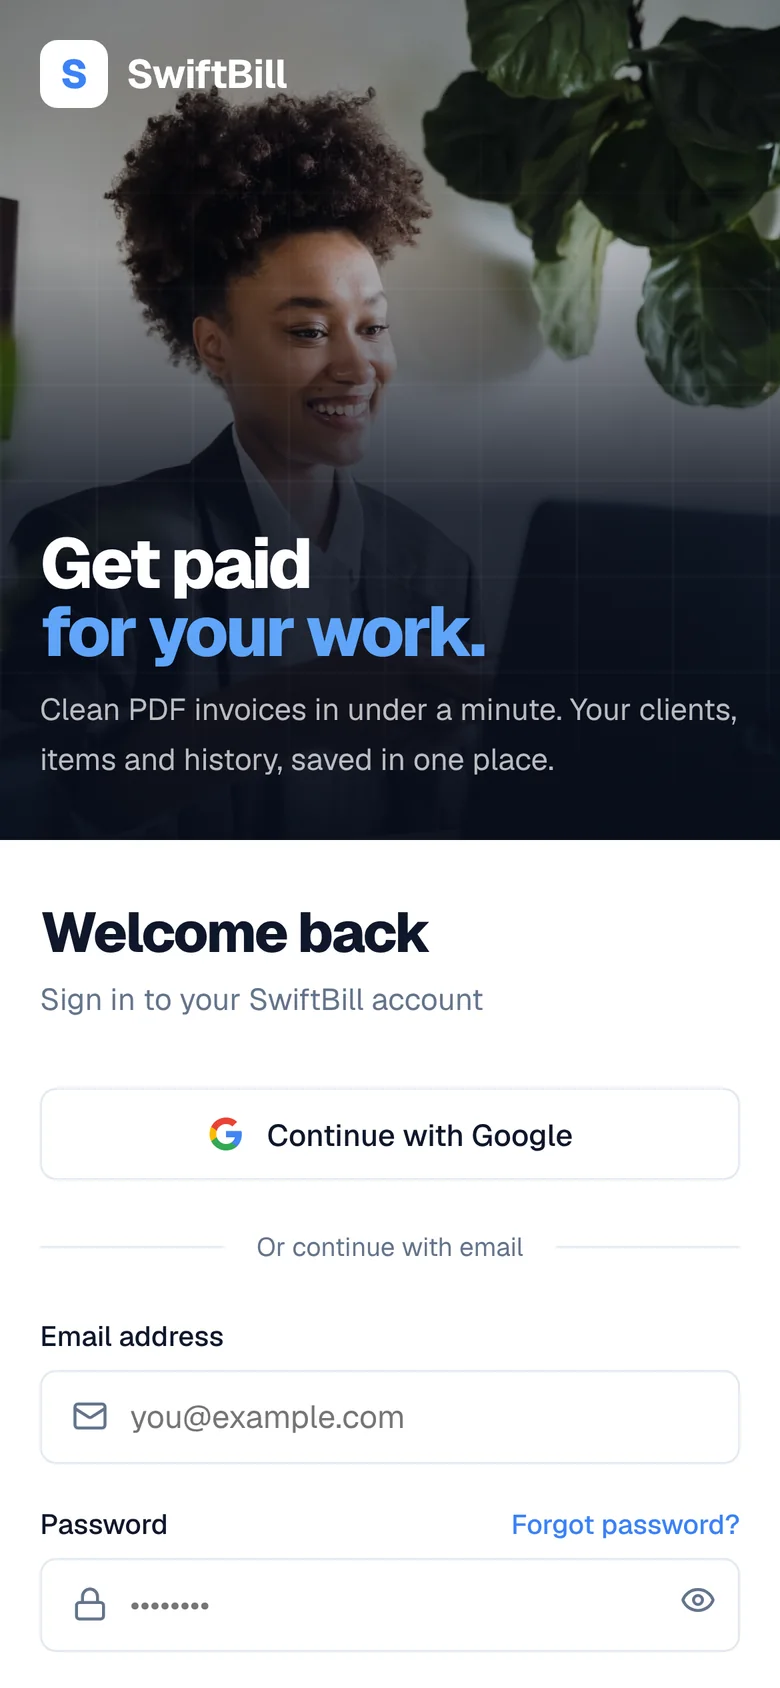 S SwiftBill
Get paid
for your work.
Clean PDF invoices in under a minute. Your clients,
items and history, saved in one place.
Welcome back
Sign in to your SwiftBill account
Continue with Google
Or continue with email
Email address
you@example.com
Password Forgot password?
••••••••